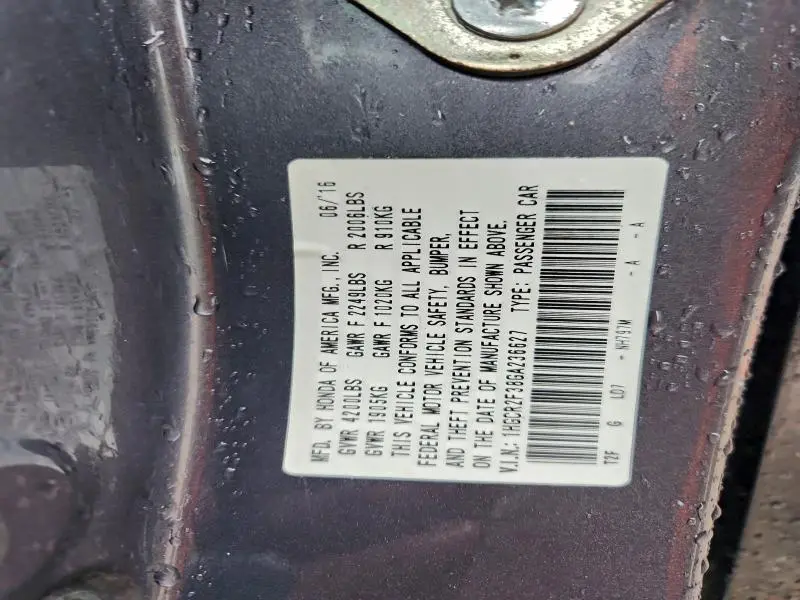 MFD. BY HONDA OF AMERICA MFG., INC. 06/'16
GVWR 4200LBS GAWR F 2249LBS R 2006LBS
GVWR 1905KG GAWR F 1020KG R 910KG
THIS VEHICLE CONFORMS TO ALL APPLICABLE
FEDERAL MOTOR VEHICLE SAFETY, BUMPER,
AND THEFT PREVENTION STANDARDS IN EFFECT
ON THE DATE OF MANUFACTURE SHOWN ABOVE.
V.I.N.: 1HGCR2F38GA236627 TYPE: PASSENGER CAR
T2F G LD7 - NH797M - A - A